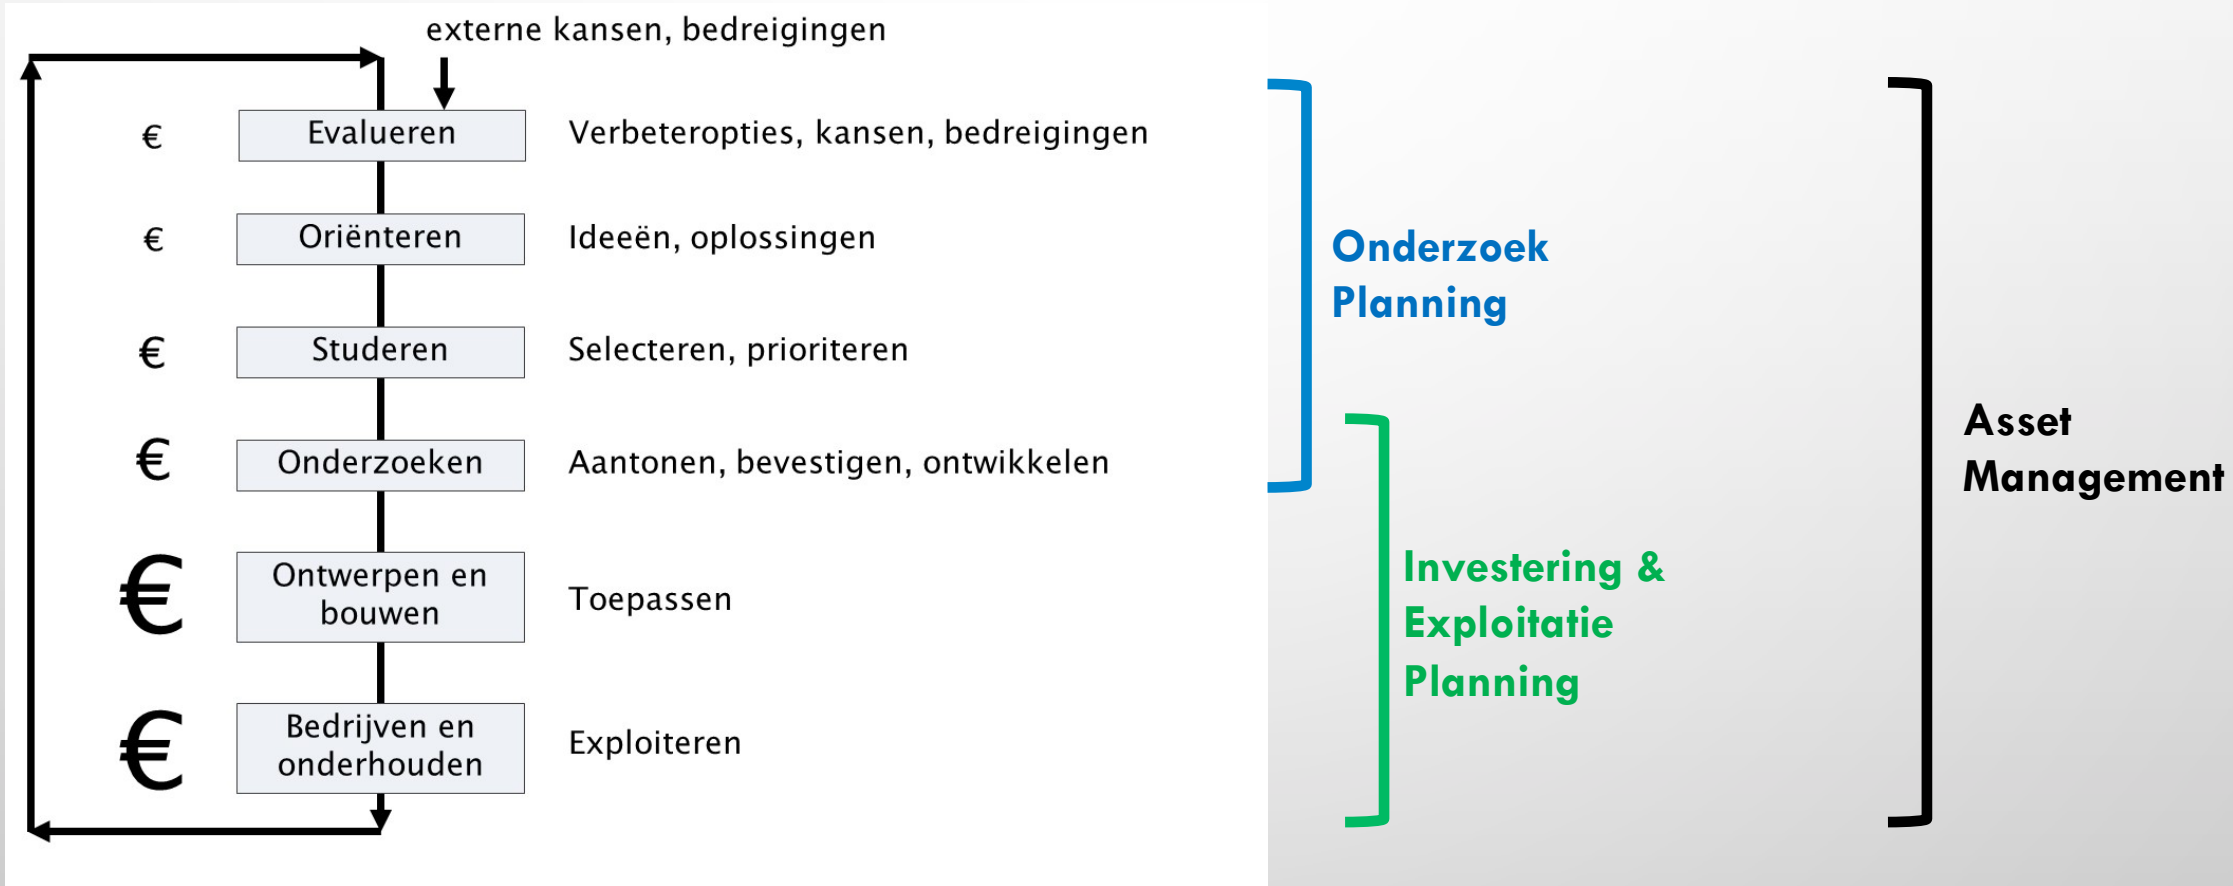 externe kansen, bedreigingen
€ Evalueren Verbeteropties, kansen, bedreigingen
€ Oriënteren Ideeën, oplossingen
€ Studeren Selecteren, prioriteren
€ Onderzoeken Aantonen, bevestigen, ontwikkelen
€ Ontwerpen en
bouwen
Toepassen
€ Bedrijven en
onderhouden
Exploiteren
Onderzoek
Planning
Investering &
Exploitatie
Planning
Asset
Management